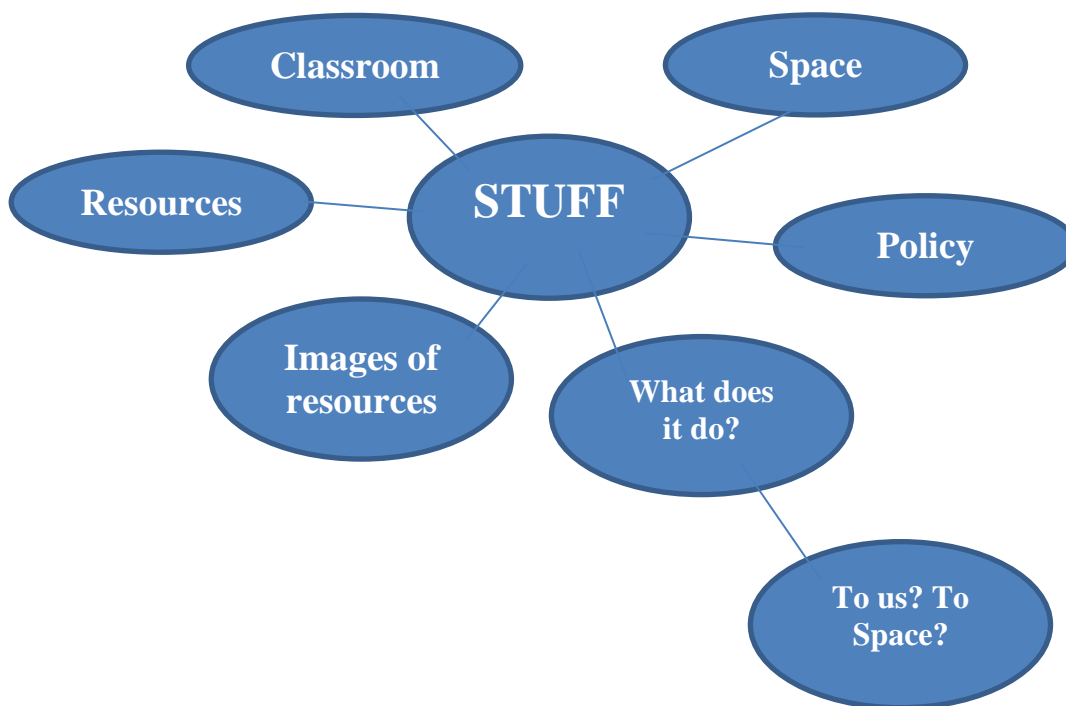 Classroom
Space
STUFF
Resources
Policy
Images of
resources
What does
it do?
To us? To
Space?